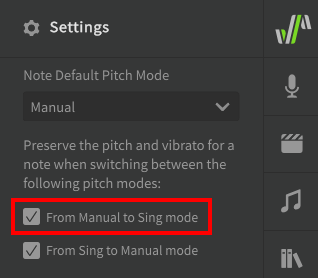 Settings
Note Default Pitch Mode
Manual
Preserve the pitch and vibrato for a
note when switching between the
following pitch modes:
From Manual to Sing mode
From Sing to Manual mode